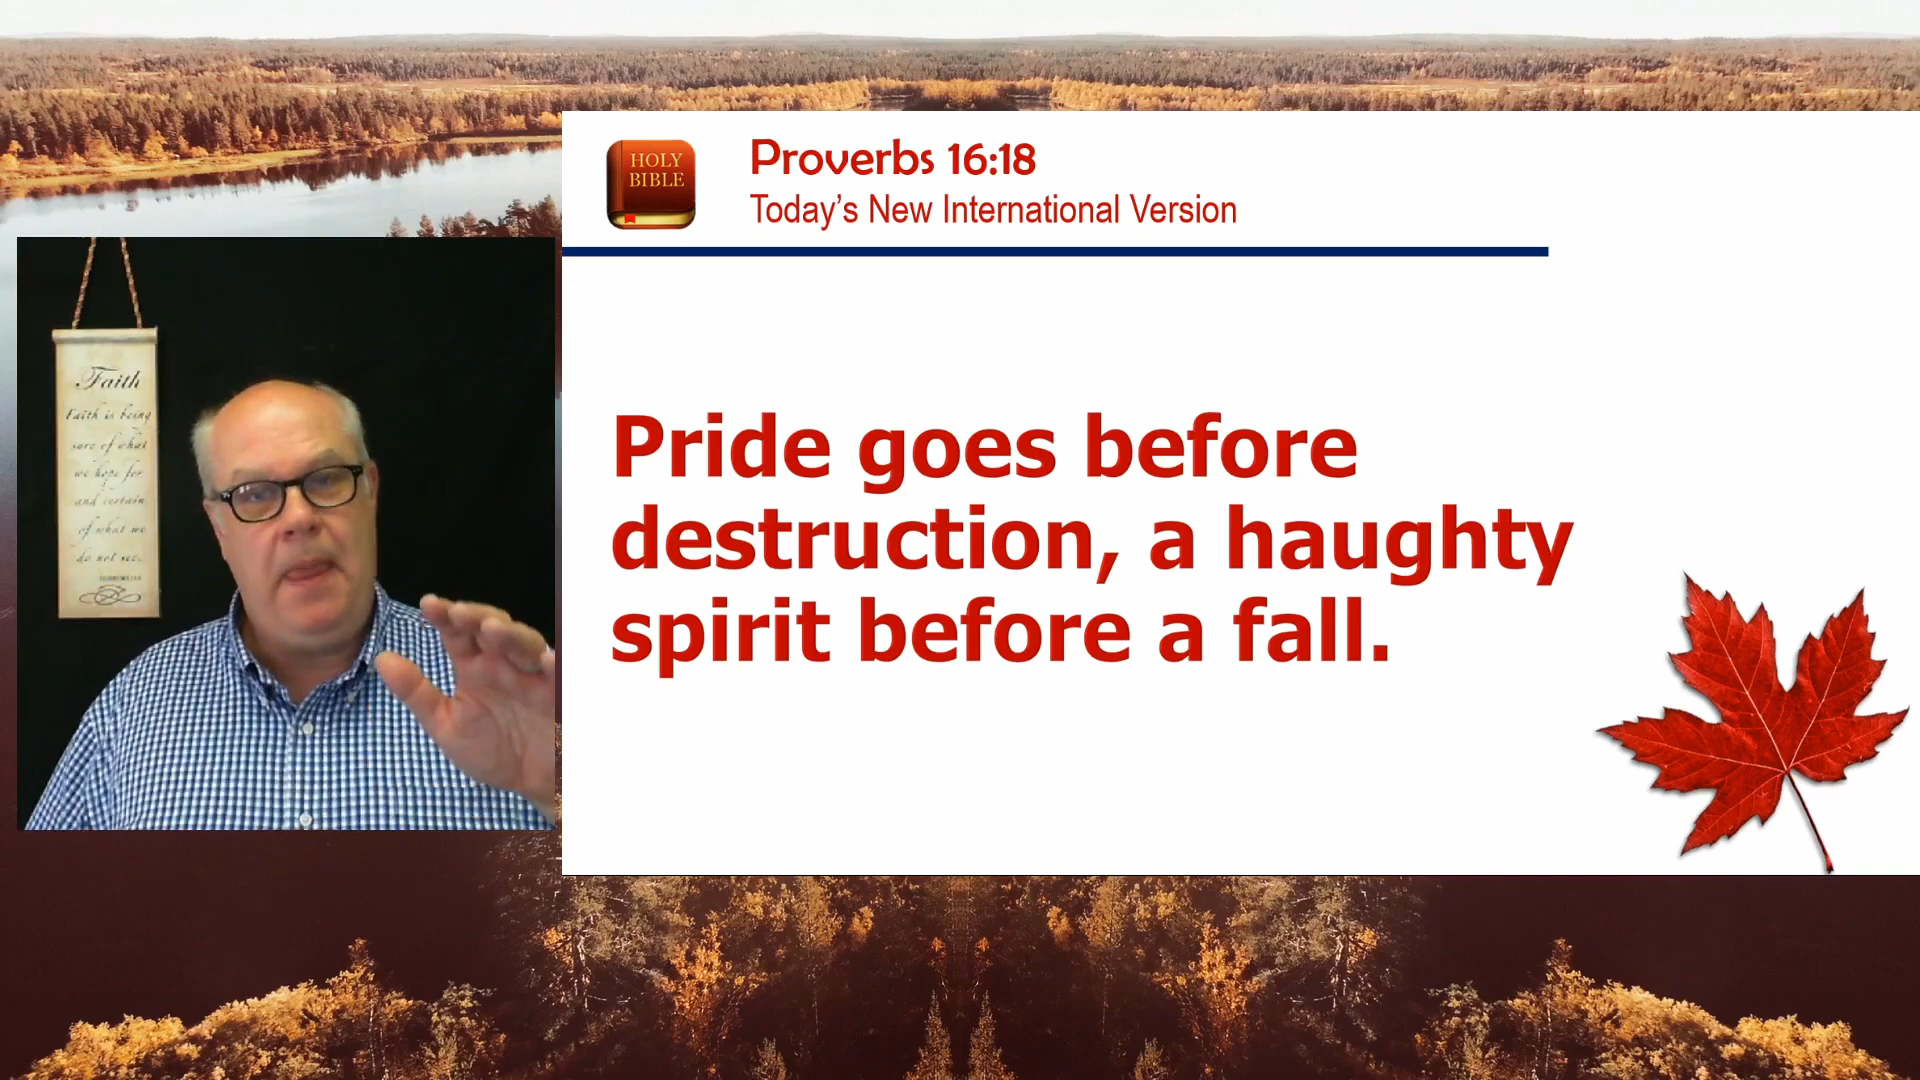 HOLY
BIBLE
Proverbs 16:18
Today's New International Version
Pride goes before
destruction, a haughty
spirit before a fall.
Faith
Faith is being
sure of what
we hope for
and certain
of what we
do not see.